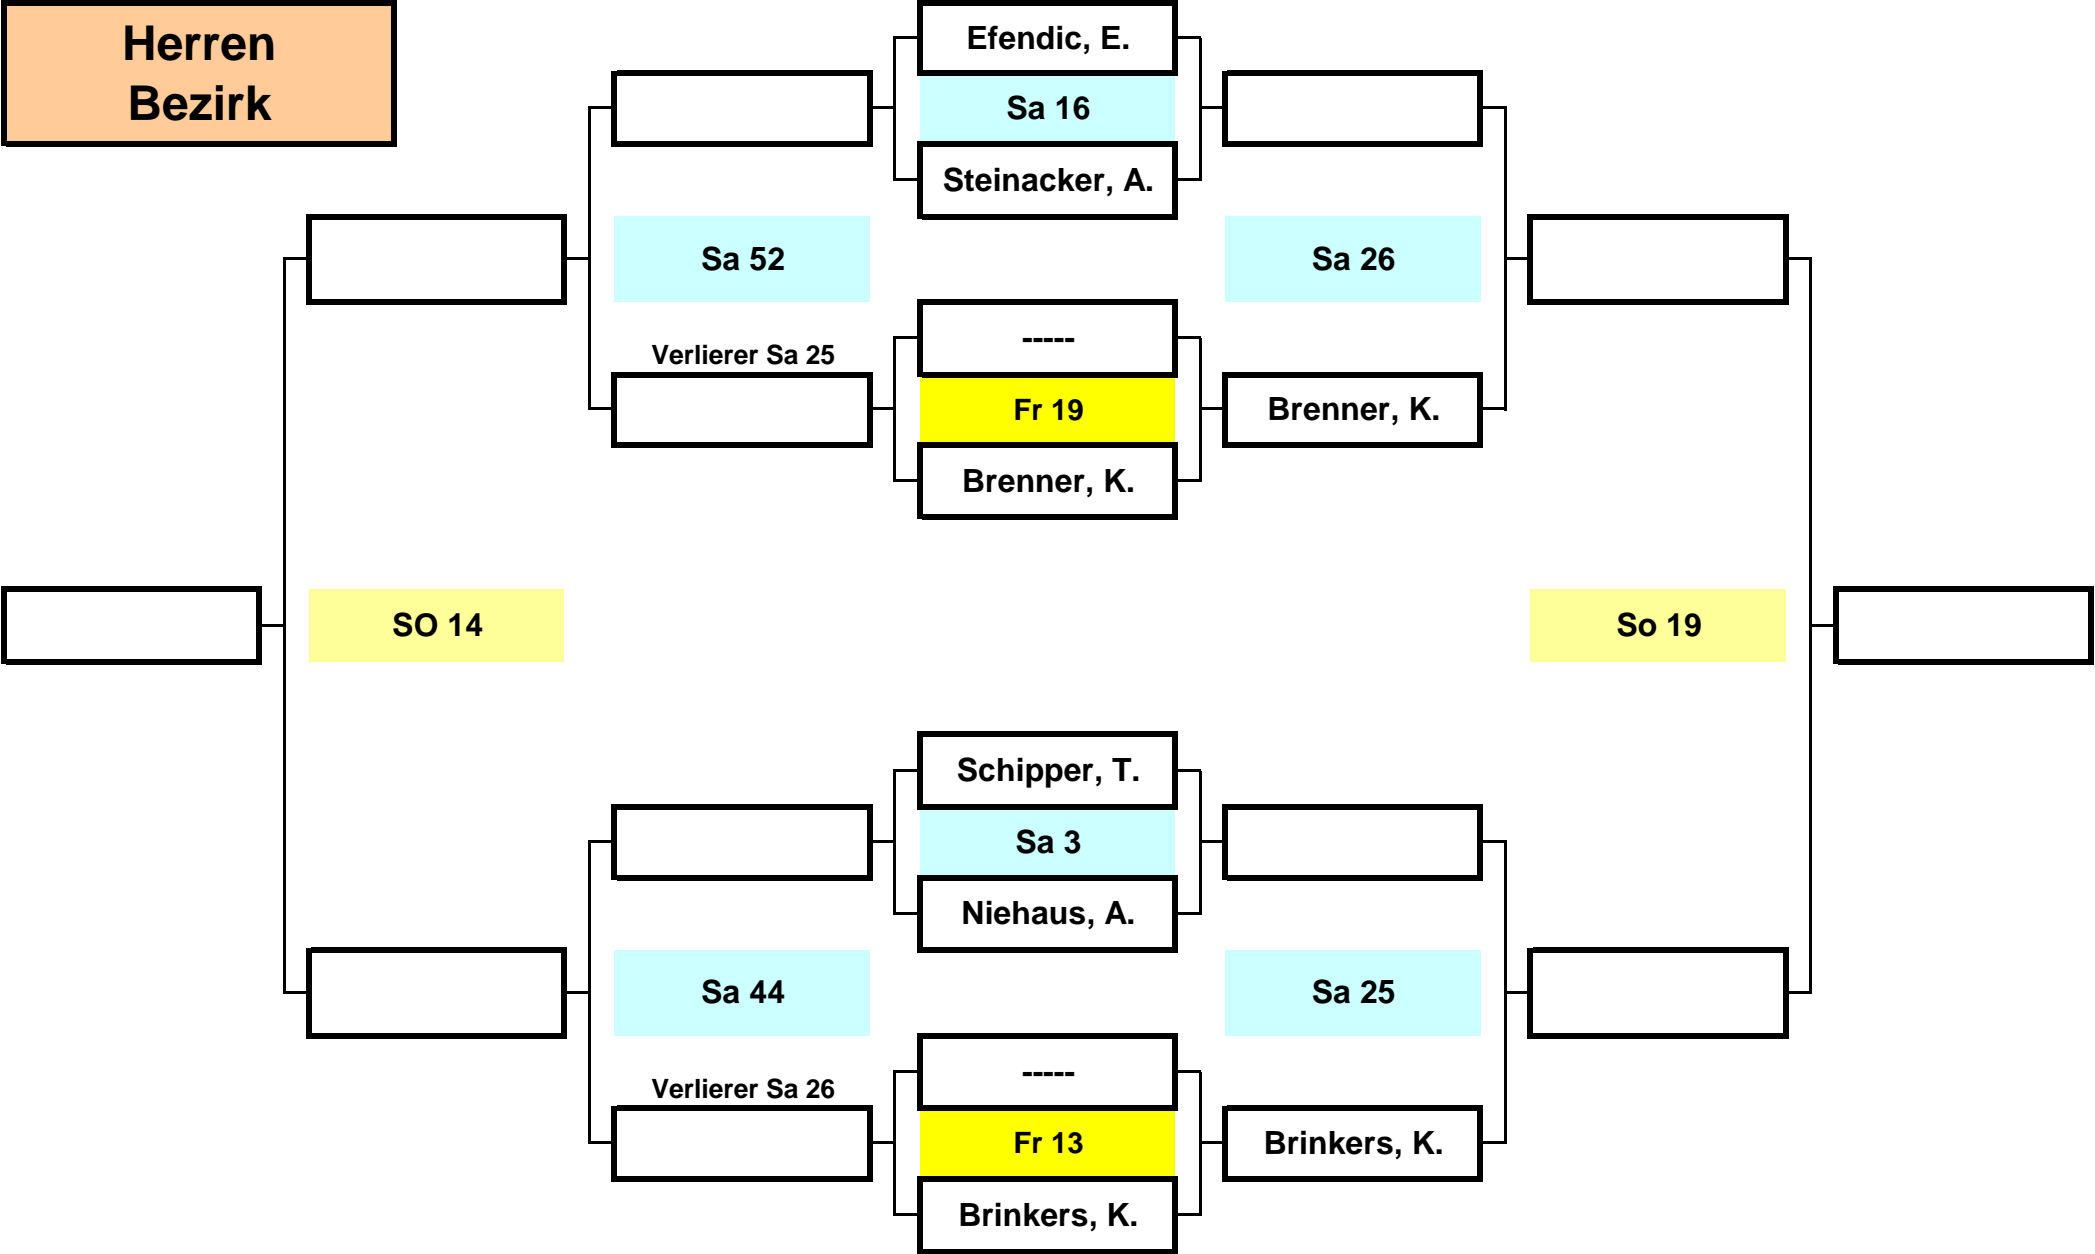 Herren
Bezirk
Efendic, E.
Sa 16
Steinacker, A.
Sa 52
Sa 26
-----
Verlierer Sa 25
Fr 19
Brenner, K.
Brenner, K.
SO 14
So 19
Schipper, T.
Sa 3
Niehaus, A.
Sa 44
Sa 25
-----
Verlierer Sa 26
Fr 13
Brinkers, K.
Brinkers, K.